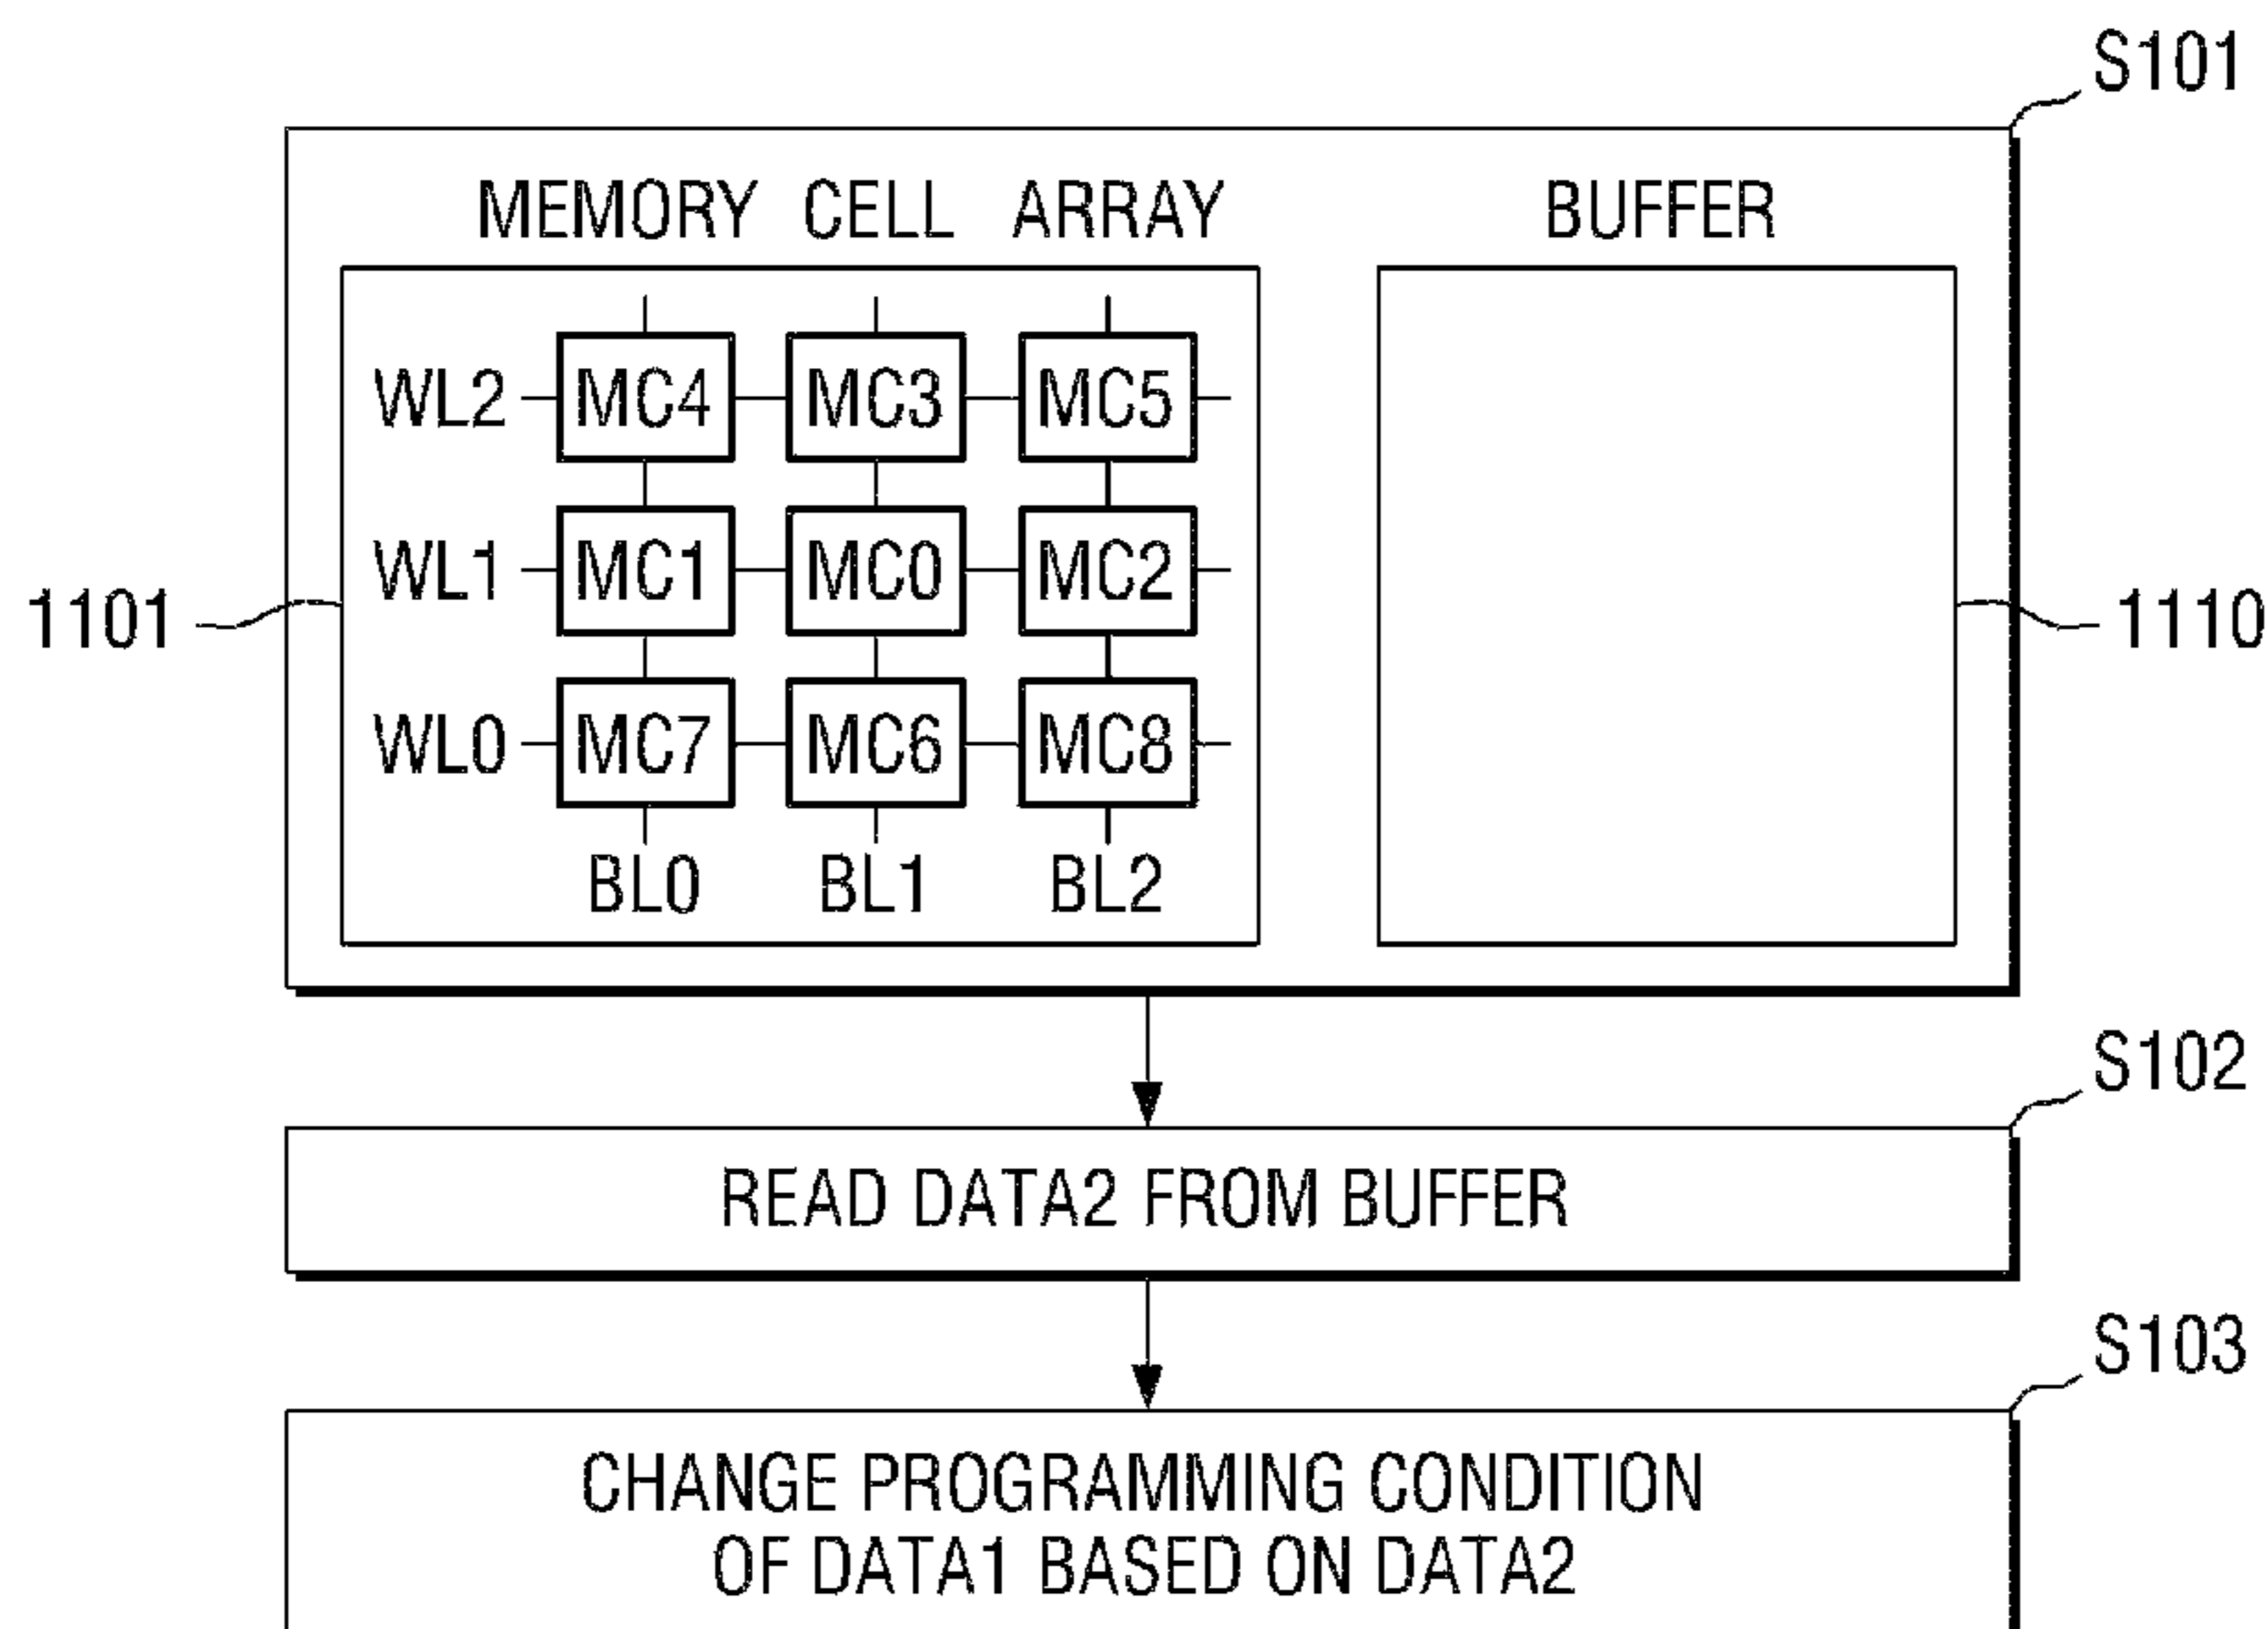 S101
MEMORY CELL ARRAY
BUFFER
WL2 MC4 MC3 MC5
WL1 MC1 MC0 MC2
1101
1110
WL0 MC7 MC6 MC8
BL0 BL1 BL2
S102
READ DATA2 FROM BUFFER
S103
CHANGE PROGRAMMING CONDITION
OF DATA1 BASED ON DATA2